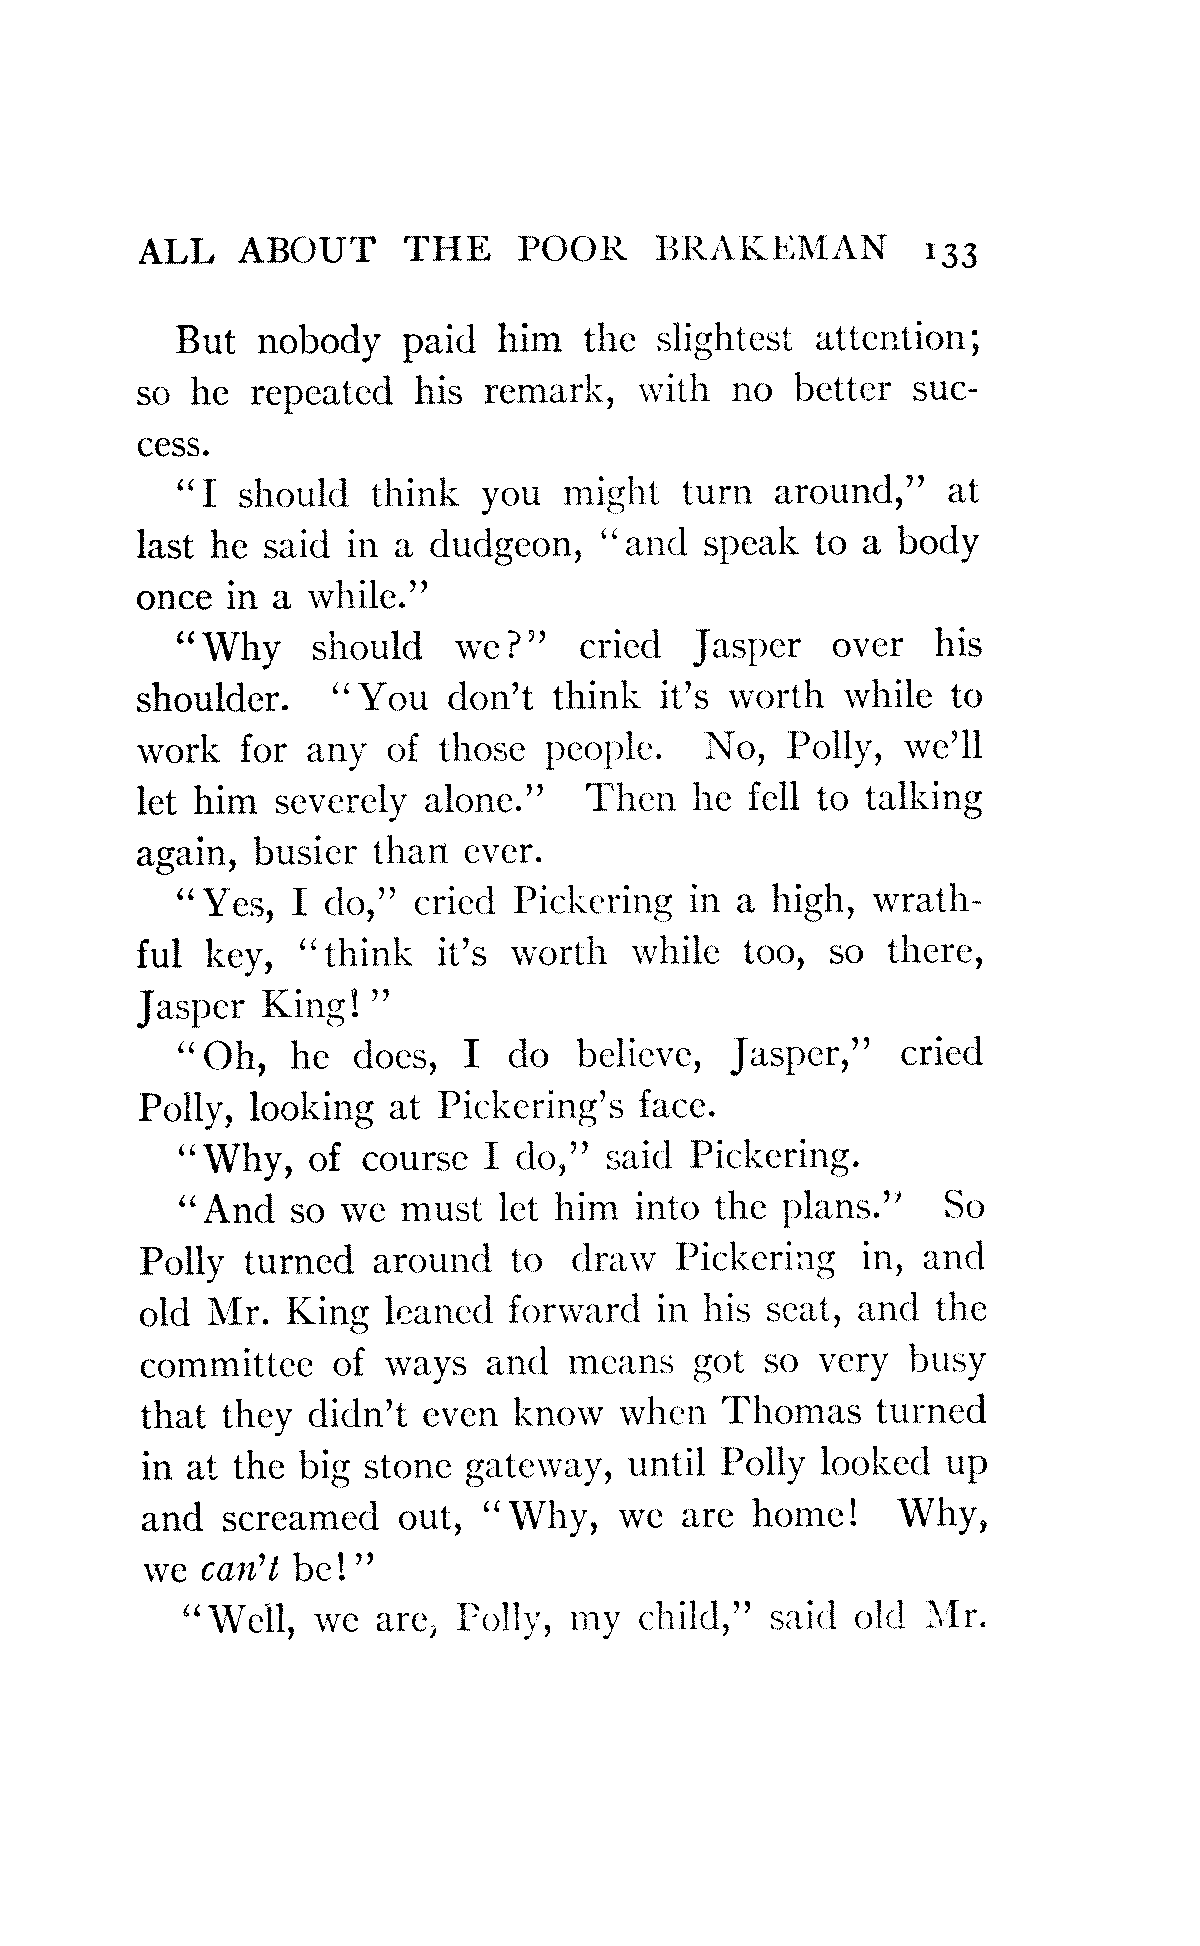 ALL ABOUT THE POOR BRAKEMAN 133
But nobody paid him the slightest attention;
so he repeated his remark, with no better suc-
cess.
"I should think you might turn around," at
last he said in a dudgeon, "and speak to a body
once in a while."
"Why should we?" cried Jasper over his
shoulder. "You don't think it's worth while to
work for any of those people. No, Polly, we'll
let him severely alone." Then he fell to talking
again, busier than ever.
"Yes, I do," cried Pickering in a high, wrath-
ful key, "think it's worth while too, so there,
Jasper King!"
"Oh, he does, I do believe, Jasper," cried
Polly, looking at Pickering's face.
"Why, of course I do," said Pickering.
"And so we must let him into the plans." So
Polly turned around to draw Pickering in, and
old Mr. King leaned forward in his seat, and the
committee of ways and means got so very busy
that they didn't even know when Thomas turned
in at the big stone gateway, until Polly looked up
and screamed out, "Why, we are home! Why,
we can't be!"
"Well, we are, Polly, my child," said old Mr.